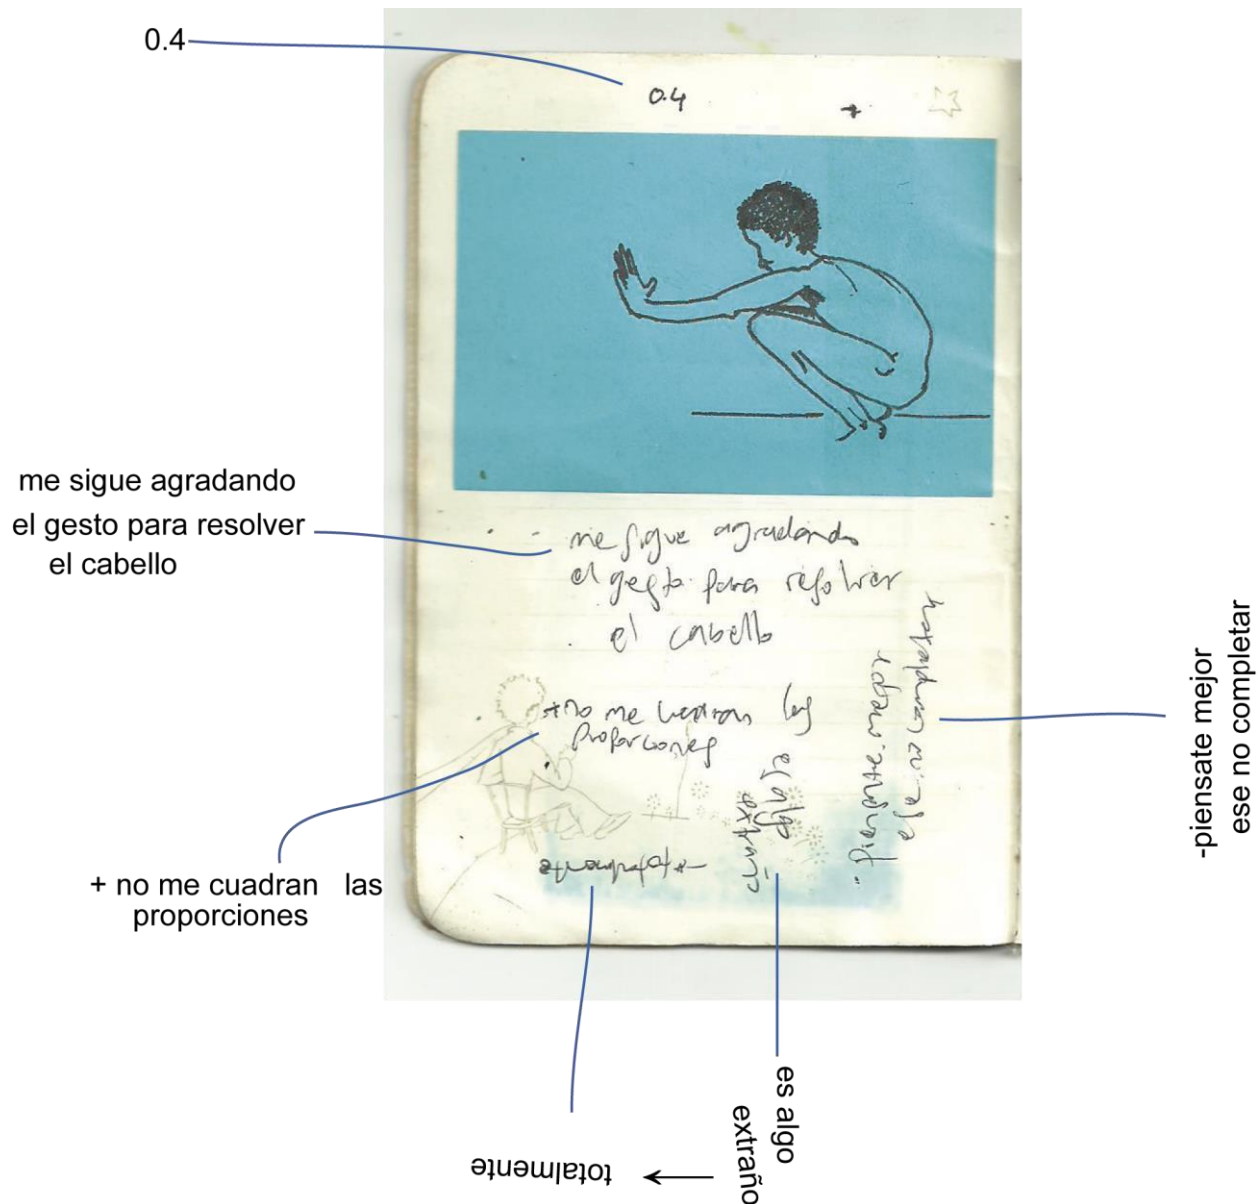 0.4
0.4
+
me sigue agradando
el gesto para resolver
el cabello
me sigue agradando
el gesto para resolver
el cabello
+no me cuadran las
proporciones
es algo
extraño
totalmente
-piensate mejor
ese no completar
-piensate mejor
ese no completar
+ no me cuadran las
proporciones
es algo
extraño
totalmente